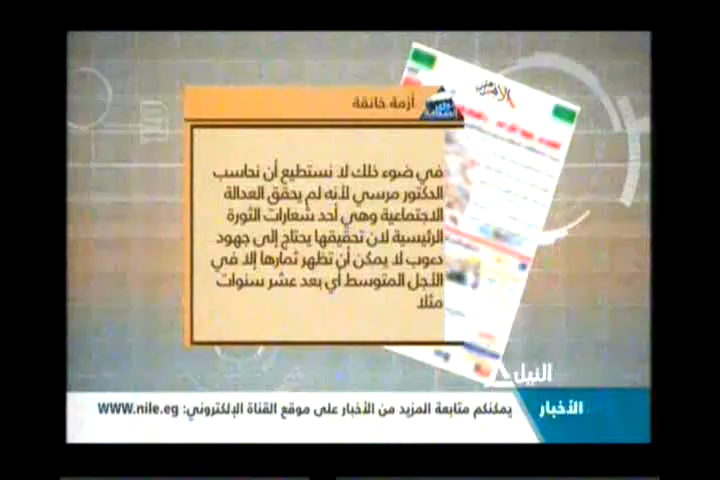 أزمة خانقة
في ضوء ذلك لا نستطيع أن نحاسب
الدكتور مرسي لأنه لم يحقق العدالة
الاجتماعية وهي أحد شعارات الثورة
الرئيسية لان تحقيقها يحتاج إلى جهود
دءوب لا يمكن أن تظهر ثمارها إلا في
الأجل المتوسط أي بعد عشر سنوات
مثلا
النيل
الأخبار
يمكنكم متابعة المزيد من الأخبار على موقع القناة الإلكتروني: www.nile.eg